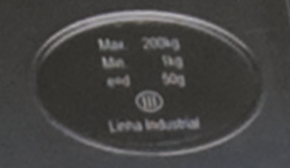 Max. 200kg
Min. 1kg
e=d 50g
III
Linha Industrial